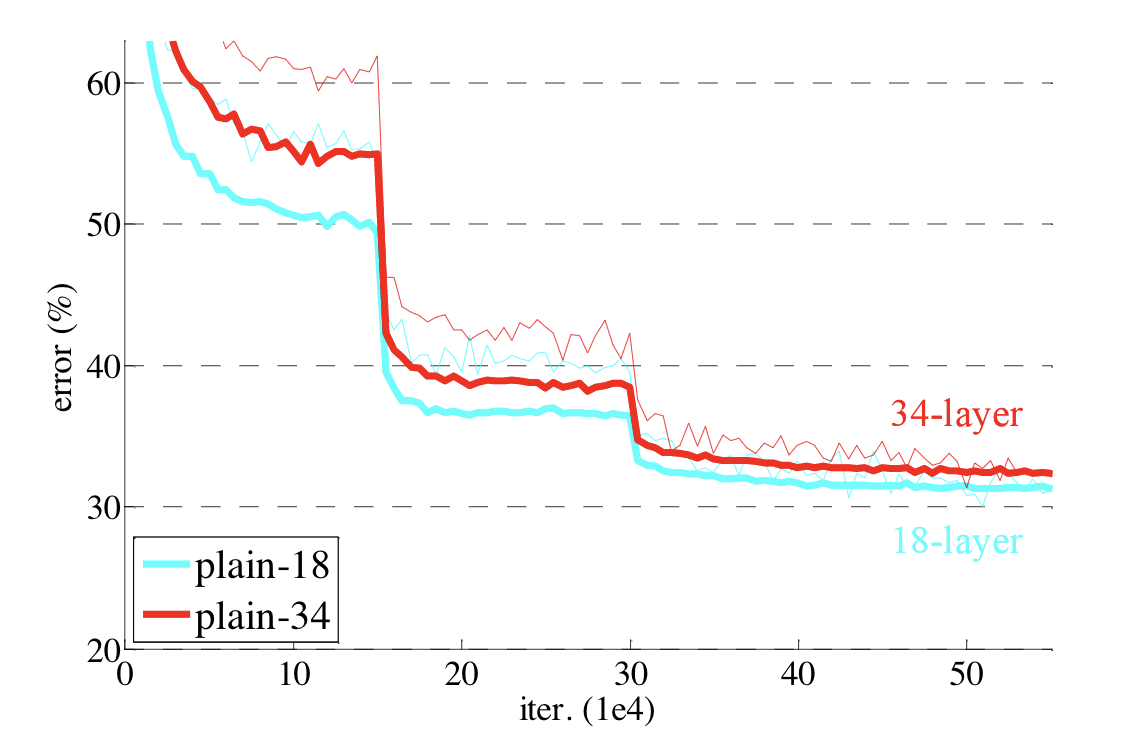 60
50
40
30
20
error (%)
34-layer
18-layer
plain-18
plain-34
0 10 20 30 40 50
iter. (1e4)